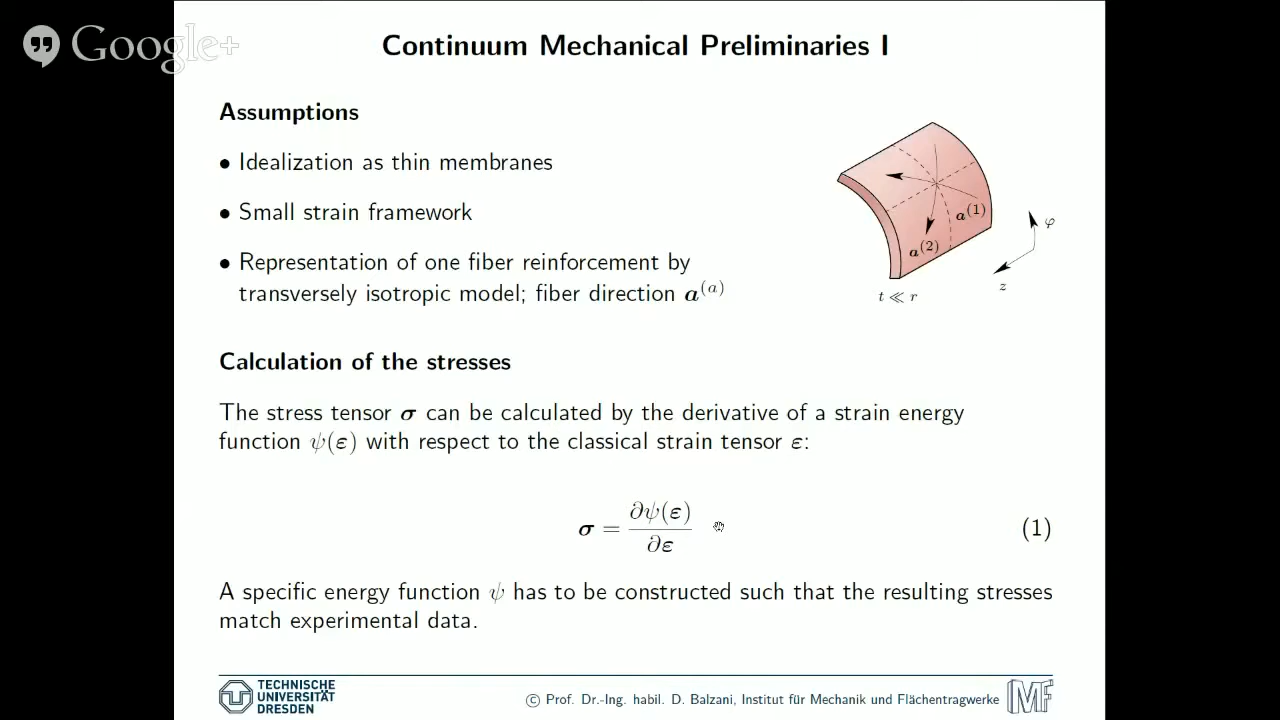 Google+
Continuum Mechanical Preliminaries I
Assumptions
• Idealization as thin membranes
• Small strain framework
• Representation of one fiber reinforcement by
transversely isotropic model; fiber direction a^(a)
a^(1)
a^(2)
φ
z
t ≪ r
Calculation of the stresses
The stress tensor σ can be calculated by the derivative of a strain energy
function ψ(ε) with respect to the classical strain tensor ε:
σ = ∂ψ(ε) / ∂ε (1)
A specific energy function ψ has to be constructed such that the resulting stresses
match experimental data.
TECHNISCHE
UNIVERSITÄT
DRESDEN
© Prof. Dr.-Ing. habil. D. Balzani, Institut für Mechanik und Flächentragwerke
MF